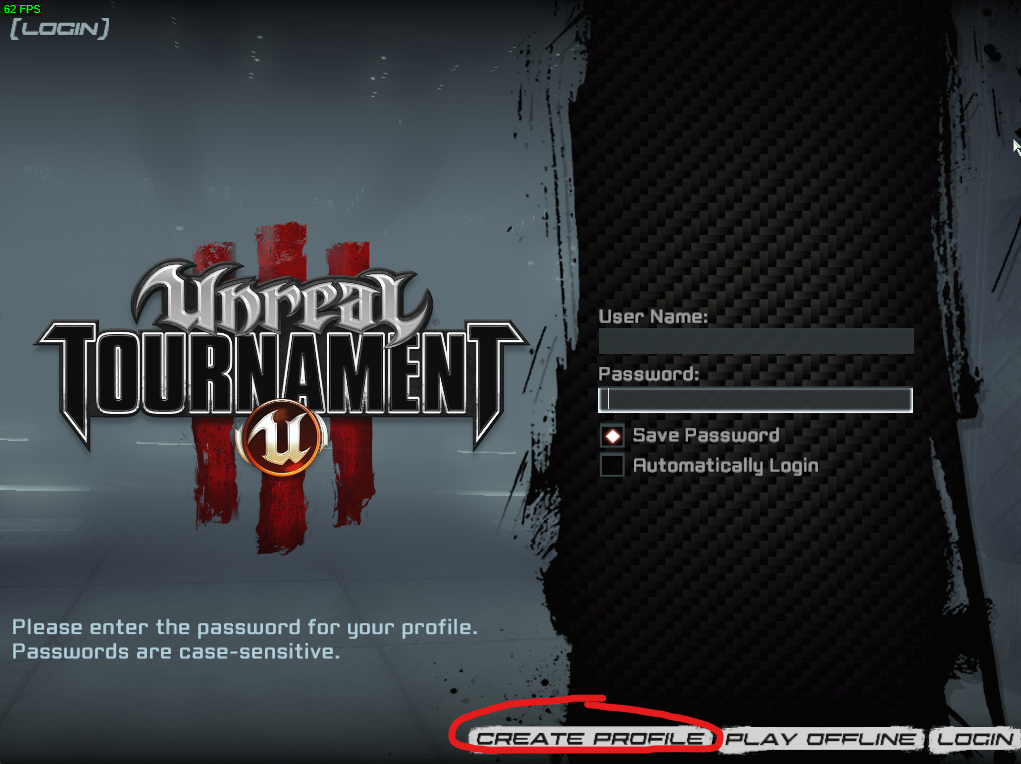 62 FPS
[LOGIN]
Unreal
TOURNAMENT
User Name:
Password:
Save Password
Automatically Login
Please enter the password for your profile.
Passwords are case-sensitive.
CREATE PROFILE PLAY OFFLINE LOGIN